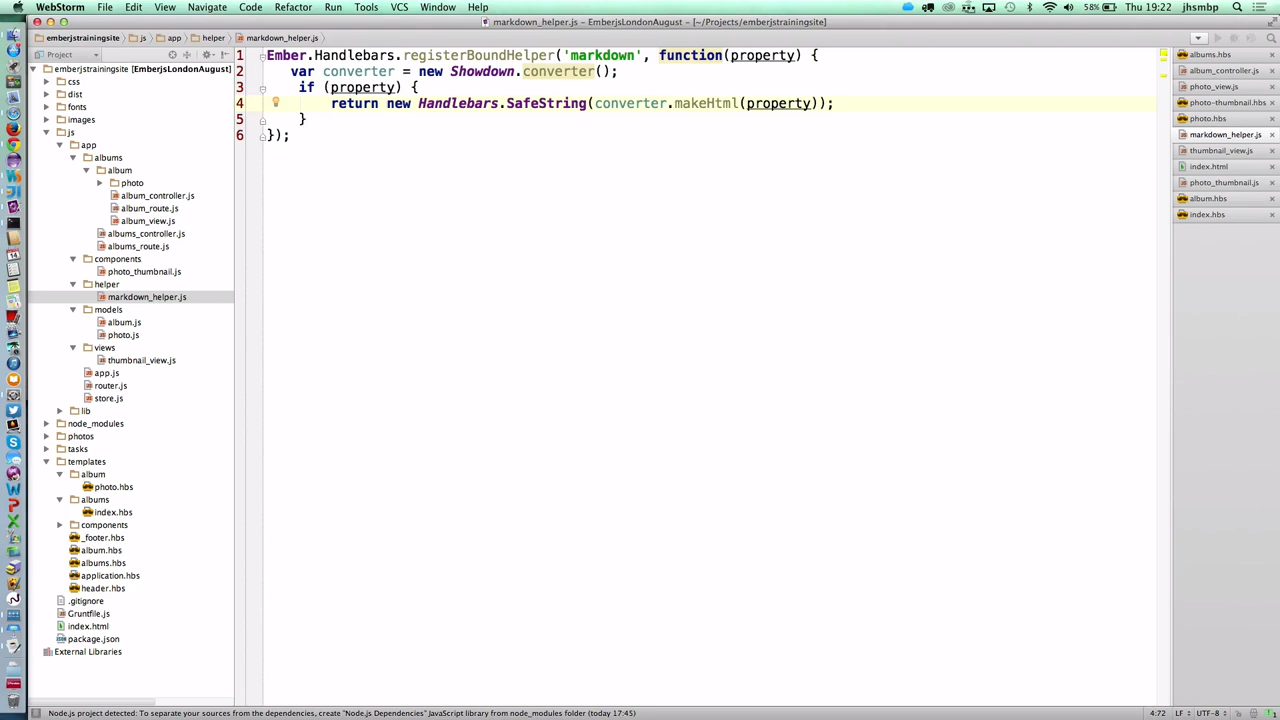 WebStorm File Edit View Navigate Code Refactor Run Tools VCS Window Help 58% Thu 19:22 jhsmbp
markdown_helper.js – EmberjsLondonAugust – [~/Projects/emberjstrainingsite]
emberjstrainingsite js app helper markdown_helper.js
Project
emberjstrainingsite [EmberjsLondonAugust]
css
dist
fonts
images
js
app
albums
album
photo
album_controller.js
album_route.js
album_view.js
albums_controller.js
albums_route.js
components
photo_thumbnail.js
helper
markdown_helper.js
models
album.js
photo.js
views
thumbnail_view.js
app.js
router.js
store.js
lib
node_modules
photos
tasks
templates
album
photo.hbs
albums
index.hbs
components
_footer.hbs
album.hbs
albums.hbs
application.hbs
header.hbs
.gitignore
Gruntfile.js
index.html
package.json
External Libraries
1 Ember.Handlebars.registerBoundHelper('markdown', function(property) {
2 var converter = new Showdown.converter();
3 if (property) {
4 return new Handlebars.SafeString(converter.makeHtml(property));
5 }
6 });
albums.hbs
album_controller.js
photo_view.js
photo-thumbnail.hbs
photo.hbs
markdown_helper.js
thumbnail_view.js
index.html
photo_thumbnail.js
album.hbs
index.hbs
Node.js project detected: To separate your sources from the dependencies, create "Node.js Dependencies" JavaScript library from node_modules folder (today 17:45)
4:72 LF UTF-8